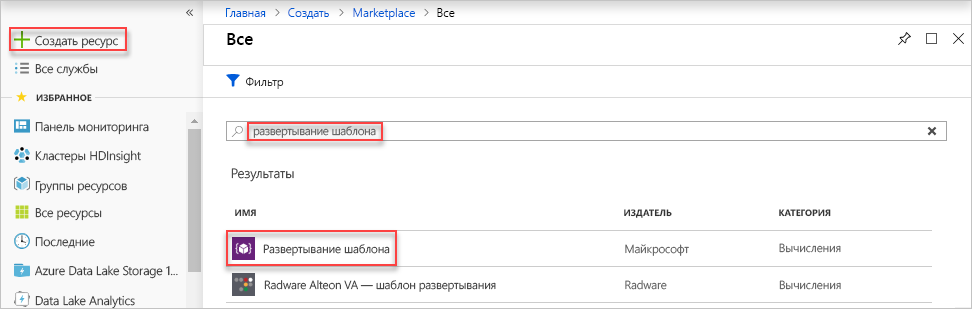 «
Создать ресурс
Все службы
ИЗБРАННОЕ
Панель мониторинга
Кластеры HDInsight
Группы ресурсов
Все ресурсы
Последние
Azure Data Lake Storage 1...
Data Lake Analytics
Главная > Создать > Marketplace > Все
Все
Фильтр
развертывание шаблона
Результаты
ИМЯ ИЗДАТЕЛЬ КАТЕГОРИЯ
Развертывание шаблона Майкрософт Вычисления
Radware Alteon VA — шаблон развертывания Radware Вычисления